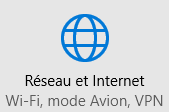 Réseau et Internet
Wi-Fi, mode Avion, VPN